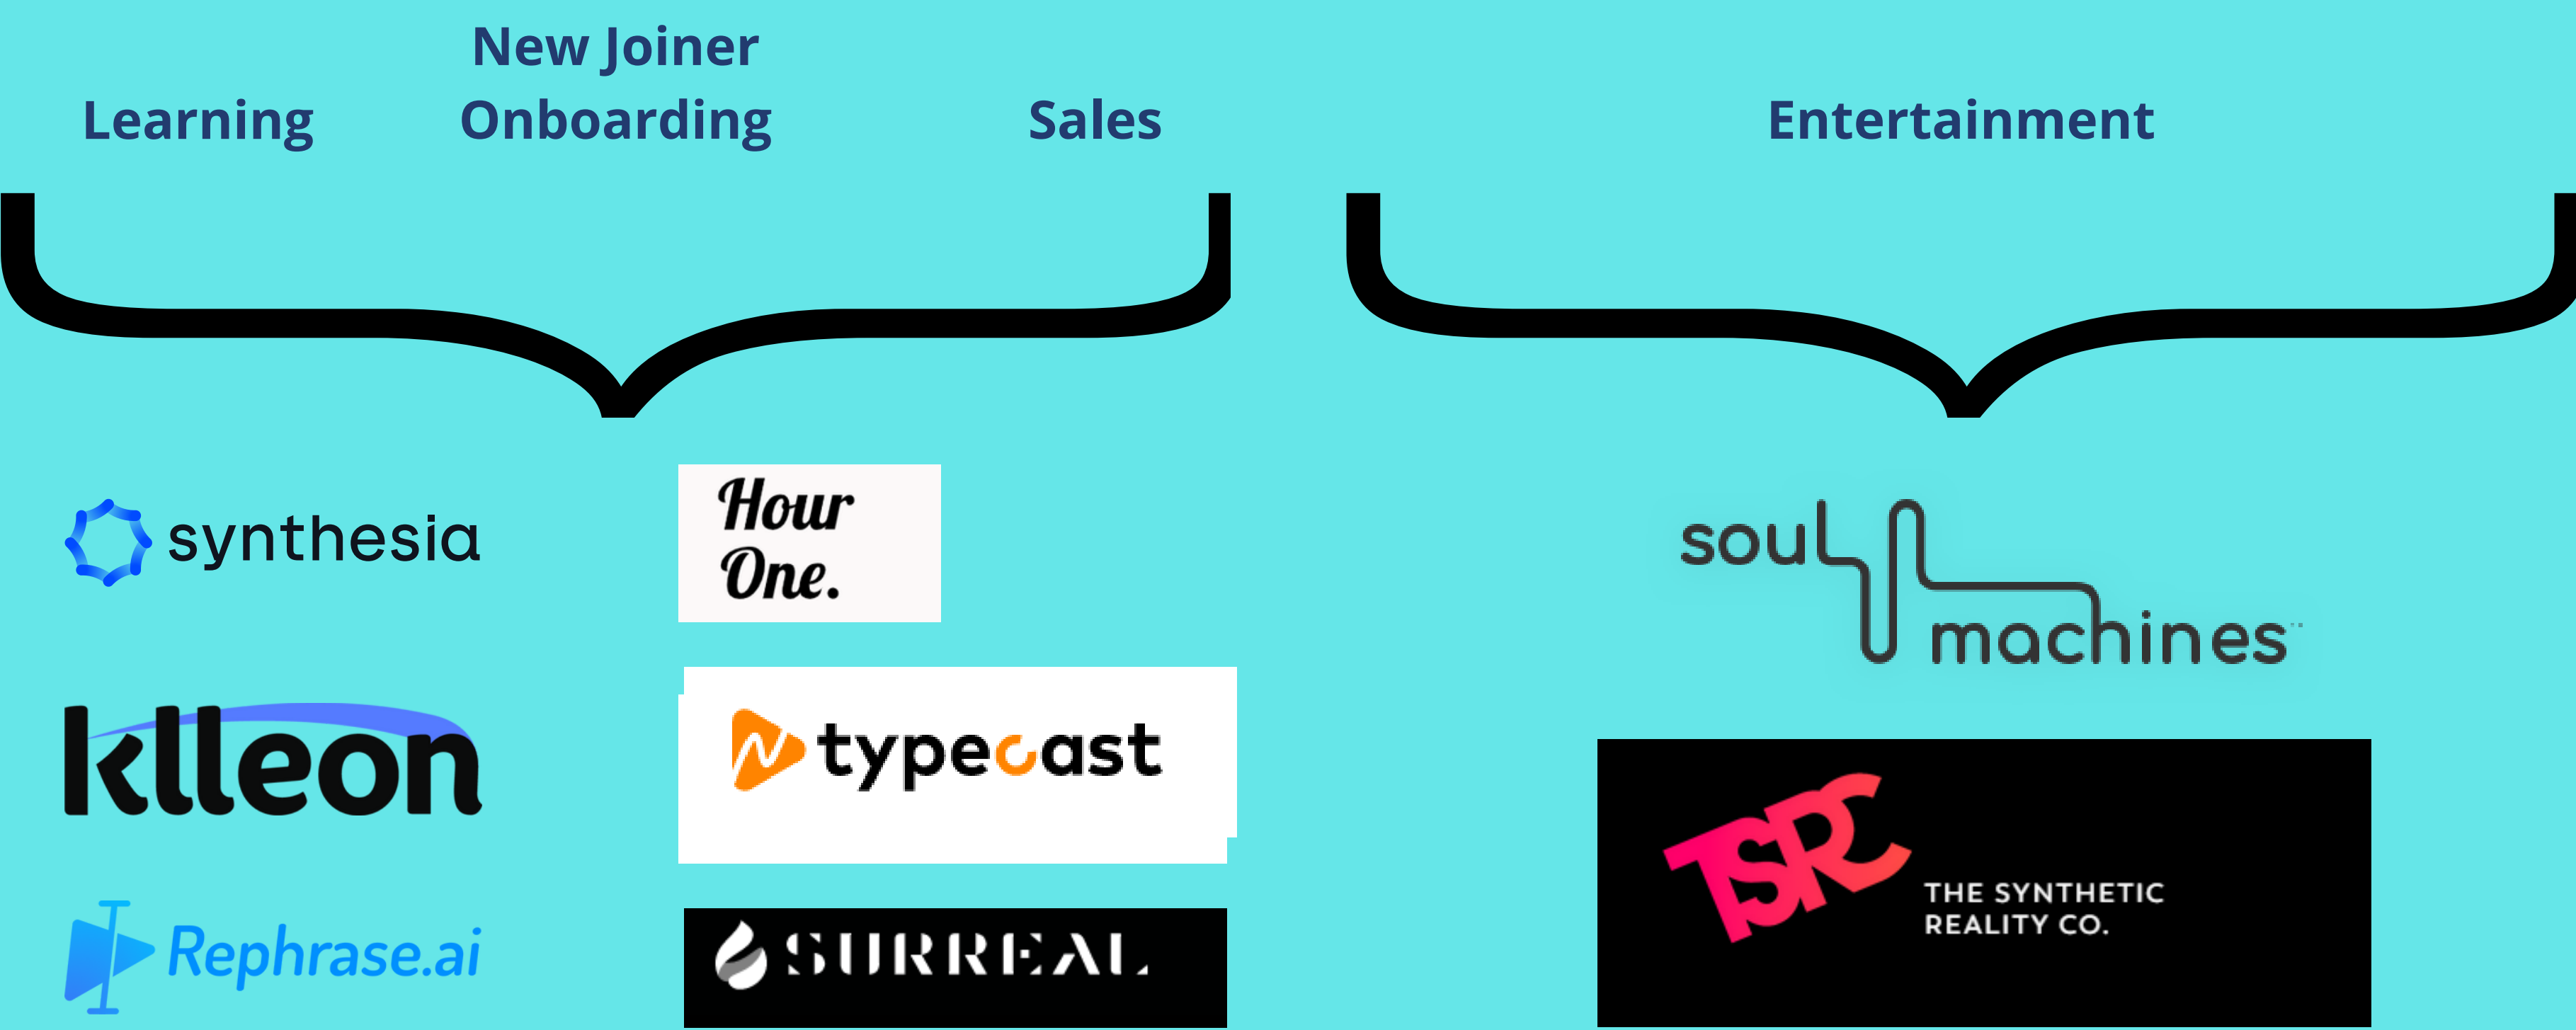 New Joiner
Learning
Onboarding
Sales
Entertainment
synthesia
Hour
One.
klleon
typecast
Rephrase.ai
SURREAL
soul
machines
TSRC
THE SYNTHETIC
REALITY CO.